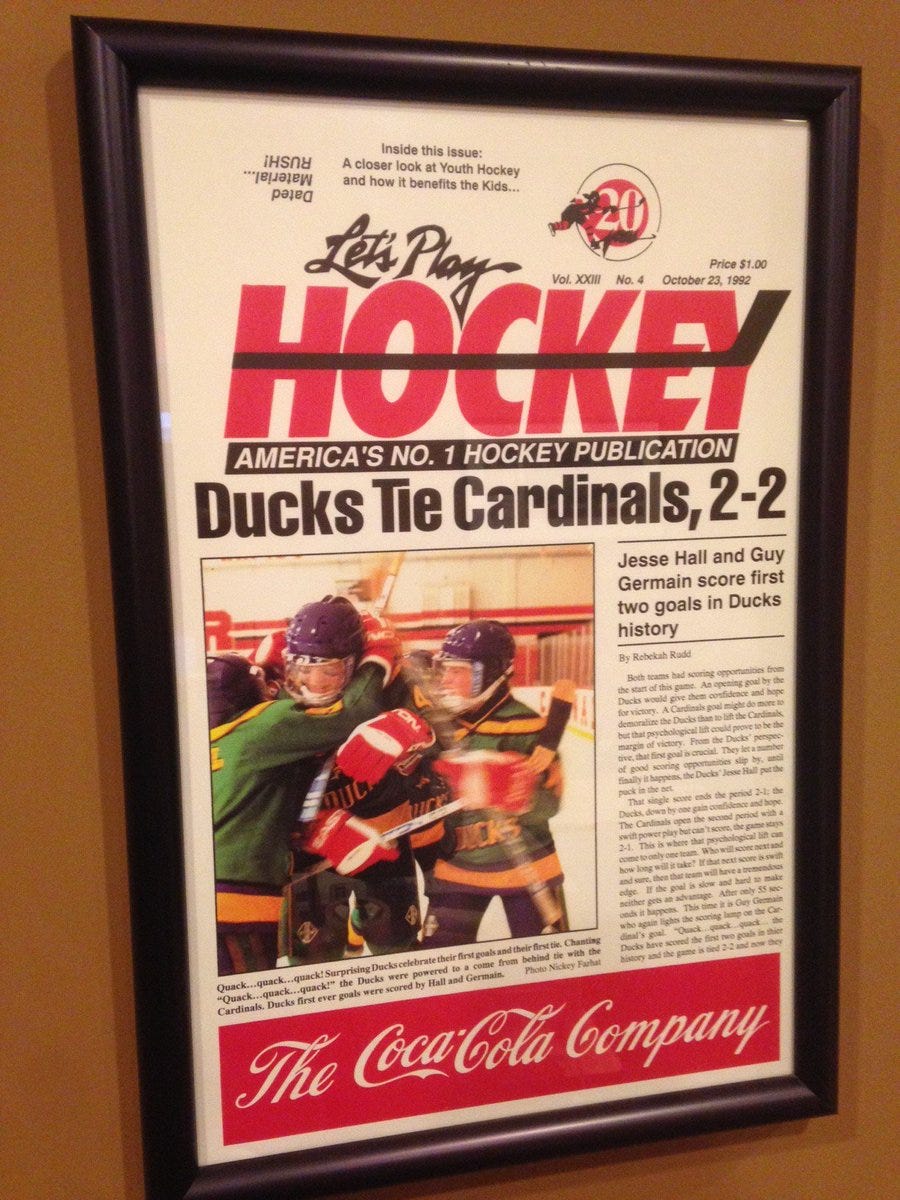 Dated
Material...
RUSH!
Inside this issue:
A closer look at Youth Hockey
and how it benefits the Kids...
20
Let's Play
Price $1.00
Vol. XXIII No. 4 October 23, 1992
HOCKEY
AMERICA'S NO. 1 HOCKEY PUBLICATION
Ducks Tie Cardinals, 2-2
Jesse Hall and Guy
Germain score first
two goals in Ducks
history
By Rebekah Rudd
Both teams had scoring opportunities from
the start of this game. An opening goal by the
Ducks would give them confidence and hope
for victory. A Cardinals goal might do more to
demoralize the Ducks than to lift the Cardinals,
but that psychological lift could prove to be the
margin of victory. From the Ducks' perspec-
tive, that first goal is crucial. They let a number
of good scoring opportunities slip by, until
finally it happens, the Ducks' Jesse Hall put the
puck in the net.
That single score ends the period 2-1; the
Ducks, down by one gain confidence and hope.
The Cardinals open the second period with a
swift power play but can't score, the game stays
2-1. This is where that psychological lift can
come to only one team. Who will score next and
how long will it take? If that next score is swift
and sure, then that team will have a tremendous
edge. If the goal is slow and hard to make
neither gets an advantage. After only 55 sec-
onds it happens. This time it is Guy Germain
who again lights the scoring lamp on the Car-
dinal's goal. "Quack...quack...quack... the
Ducks have scored the first two goals in thier
history and the game is tied 2-2 and now they
DUCKS
Quack...quack...quack! Surprising Ducks celebrate their first goals and their first tie. Chanting
"Quack...quack...quack!" the Ducks were powered to a come from behind tie with the
Cardinals. Ducks first ever goals were scored by Hall and Germain. Photo Nickey Farhat
The Coca-Cola Company